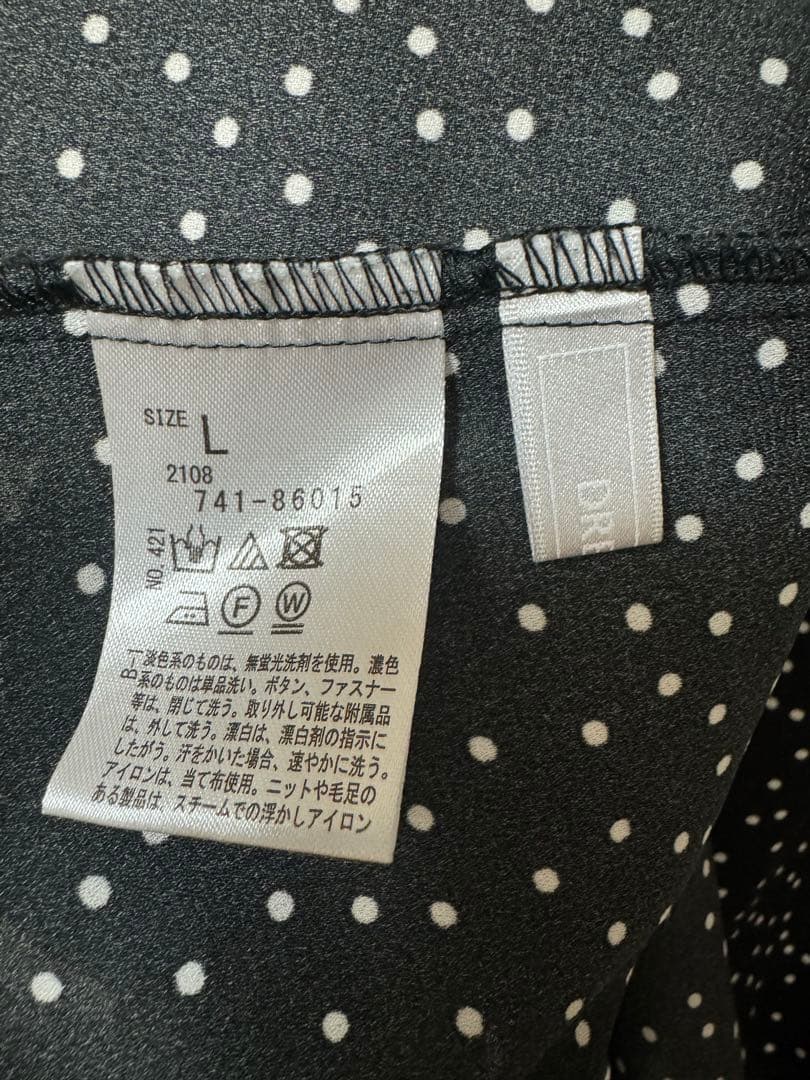 SIZE L
2108
741-86015
NO.421
F W
B-1
淡色系のものは、無蛍光洗剤を使用。濃色
系のものは単品洗い。ボタン、ファスナー
等は、閉じて洗う。取り外し可能な附属品
は、外して洗う。漂白は、漂白剤の指示に
したがう。汗をかいた場合、速やかに洗う。
アイロンは、当て布使用。ニットや毛足の
ある製品は、スチームでの浮かしアイロン
DRE